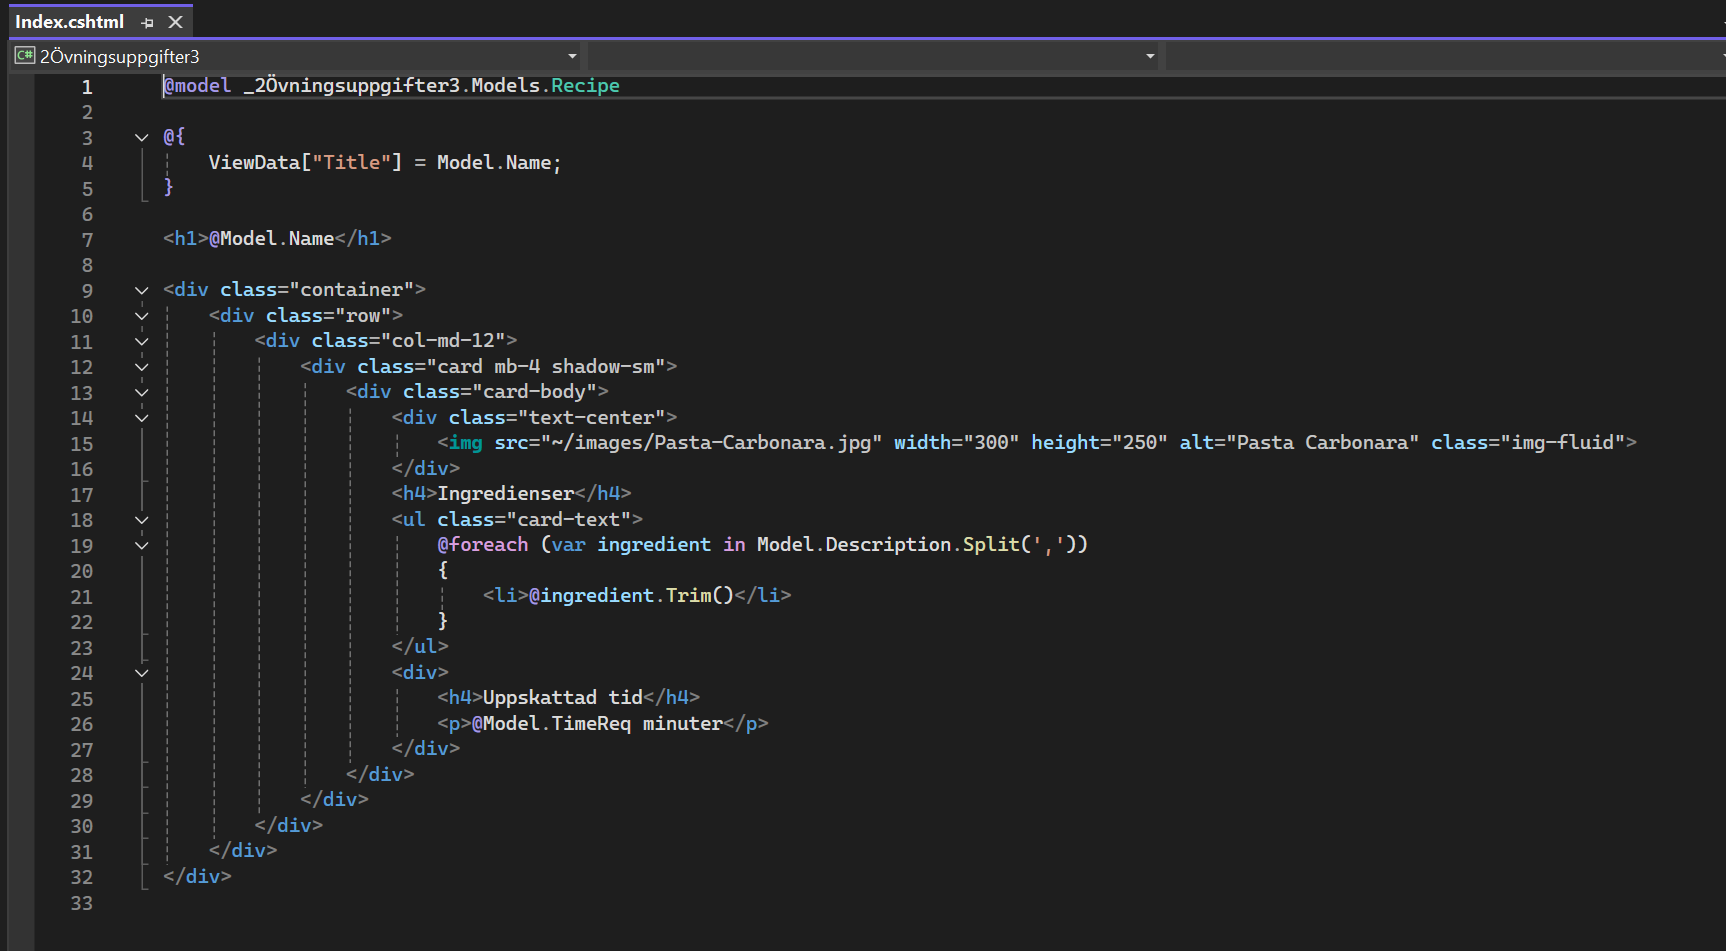 Index.cshtml
C# 2Övningsuppgifter3
1 @model _2Övningsuppgifter3.Models.Recipe
2
3 @{
4 ViewData["Title"] = Model.Name;
5 }
6
7 <h1>@Model.Name</h1>
8
9 <div class="container">
10 <div class="row">
11 <div class="col-md-12">
12 <div class="card mb-4 shadow-sm">
13 <div class="card-body">
14 <div class="text-center">
15 <img src="~/images/Pasta-Carbonara.jpg" width="300" height="250" alt="Pasta Carbonara" class="img-fluid">
16 </div>
17 <h4>Ingredienser</h4>
18 <ul class="card-text">
19 @foreach (var ingredient in Model.Description.Split(','))
20 {
21 <li>@ingredient.Trim()</li>
22 }
23 </ul>
24 <div>
25 <h4>Uppskattad tid</h4>
26 <p>@Model.TimeReq minuter</p>
27 </div>
28 </div>
29 </div>
30 </div>
31 </div>
32 </div>
33